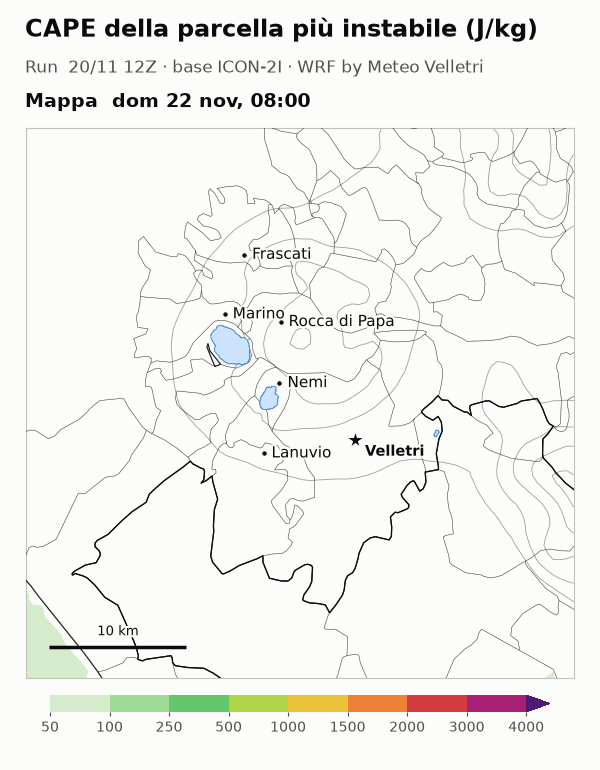 CAPE della parcella più instabile (J/kg)
Run  20/11 12Z · base ICON-2I · WRF by Meteo Velletri
Mappa  dom 22 nov, 08:00
Frascati
Marino
Rocca di Papa
Nemi
Velletri
Lanuvio
10 km
50 100 250 500 1000 1500 2000 3000 4000